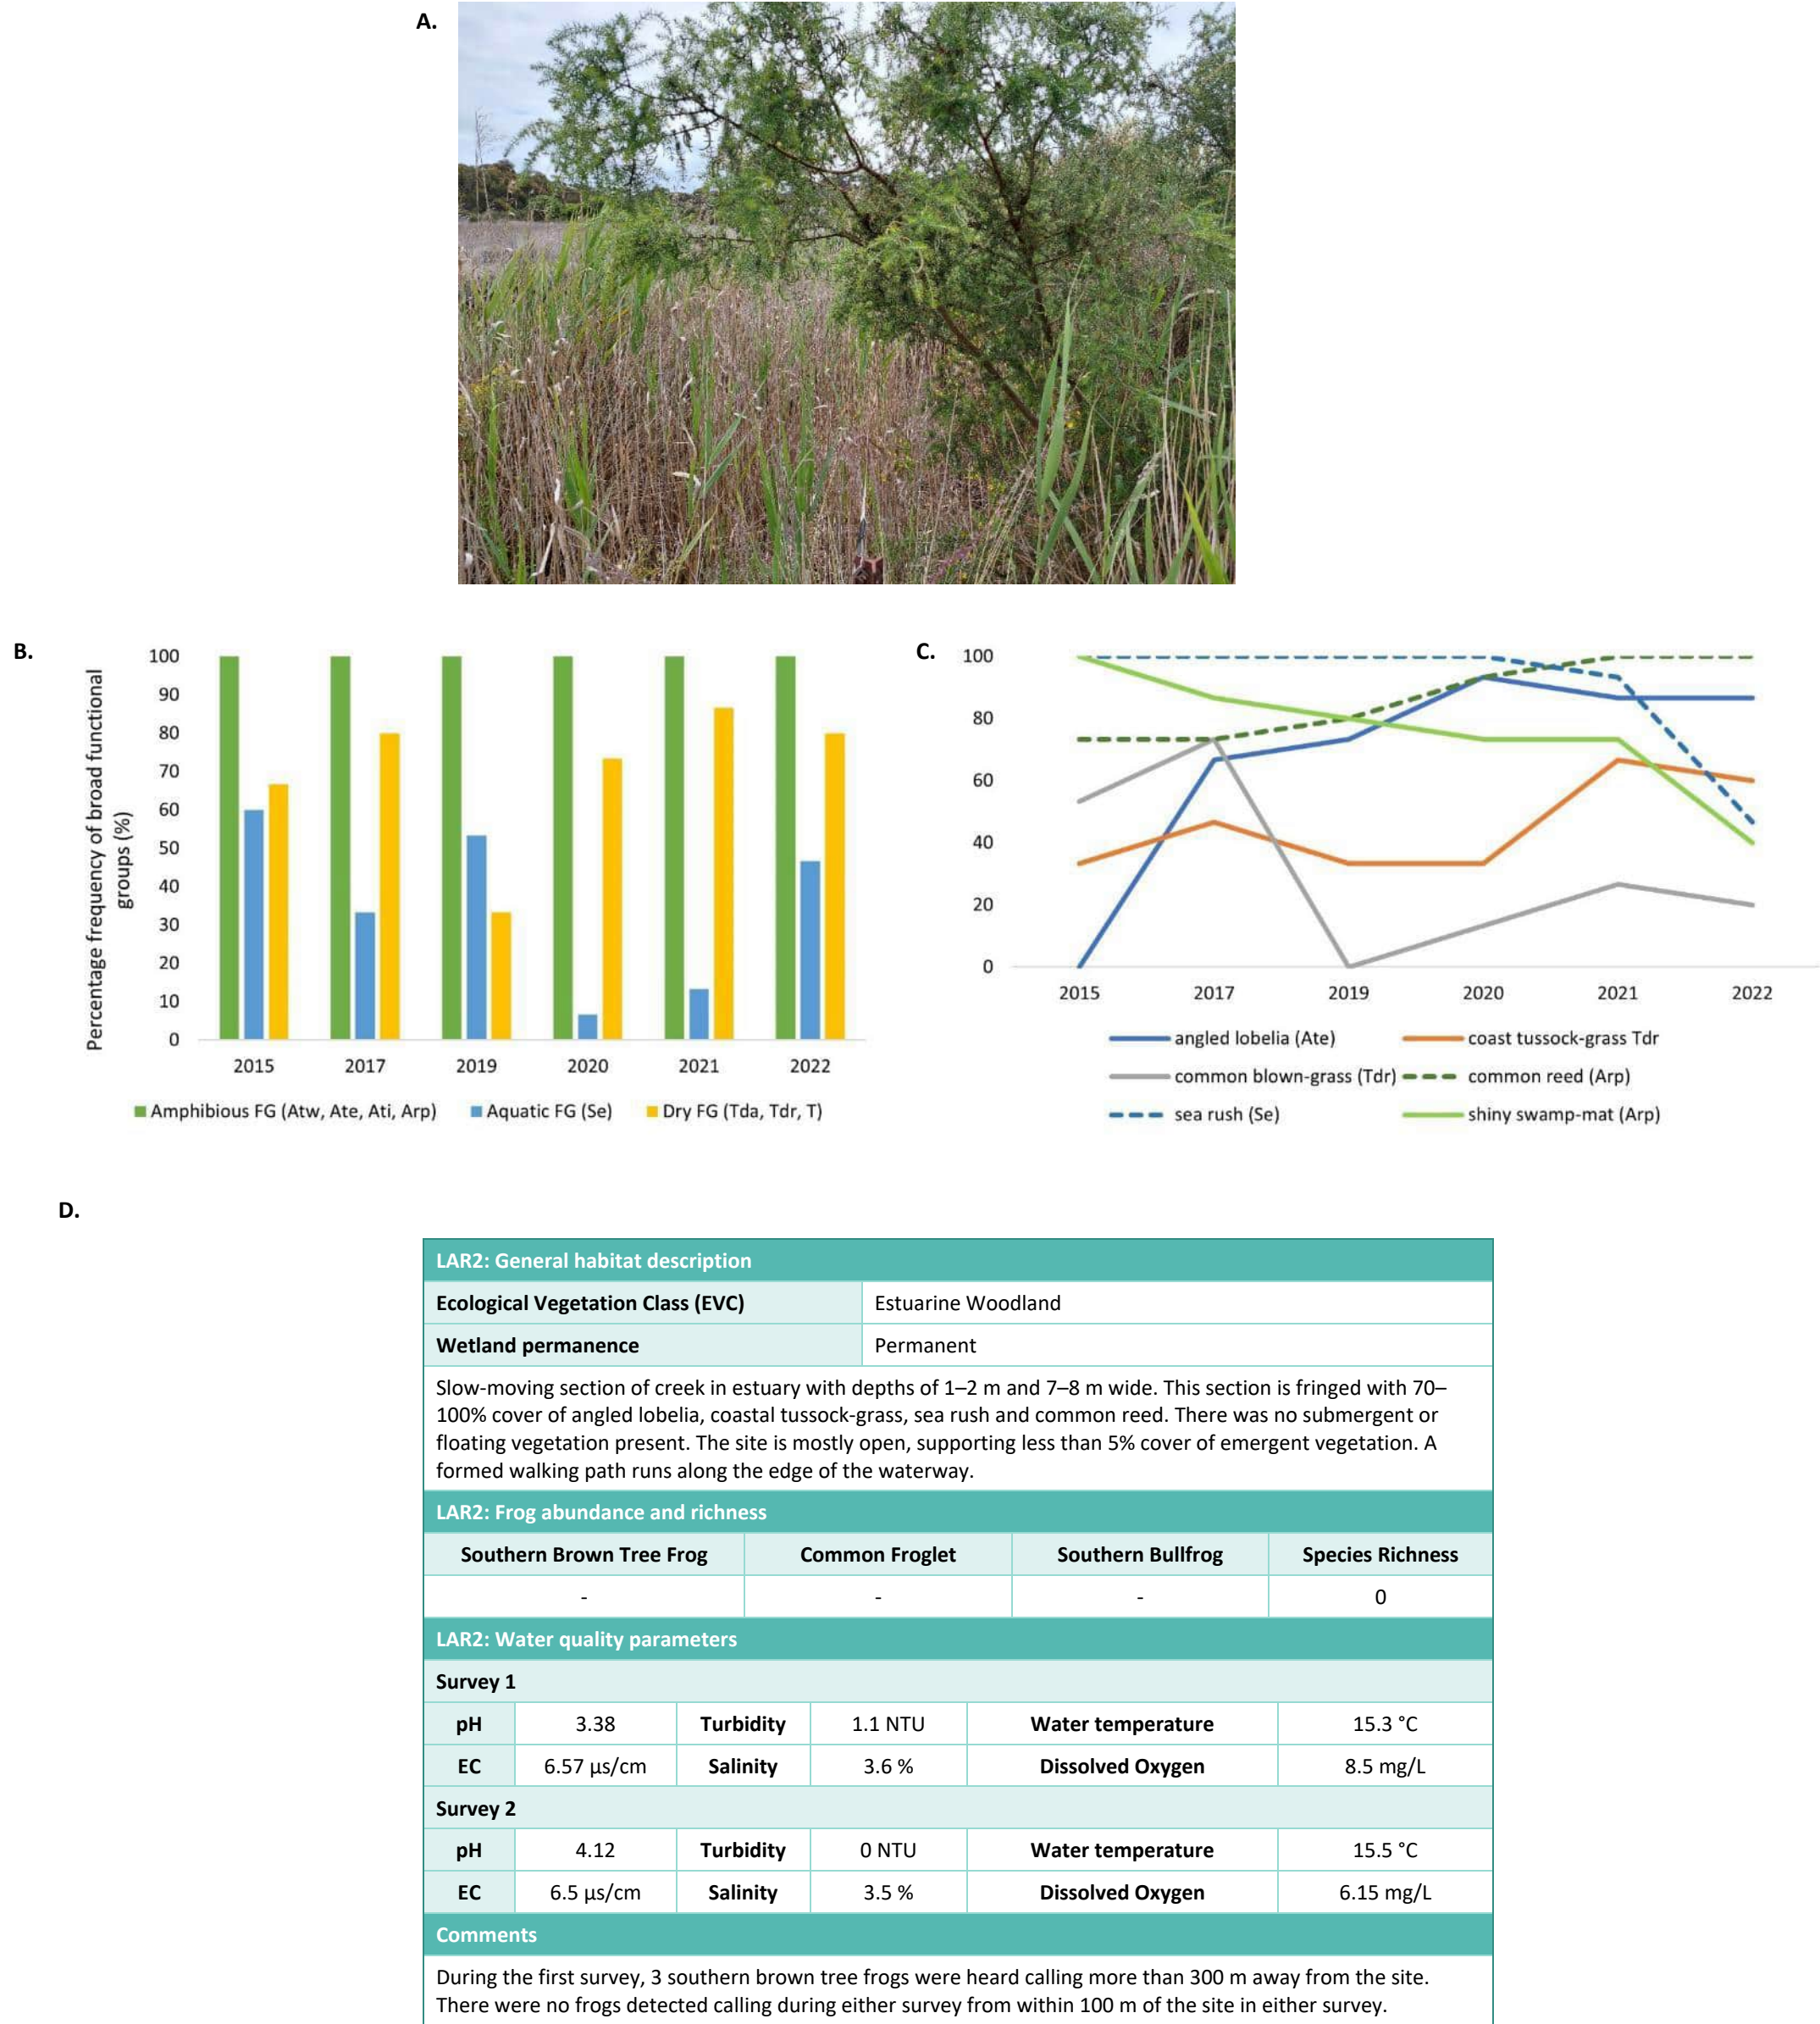 A.
B.
Percentage frequency of broad functional
groups (%)
100
90
80
70
60
50
40
30
20
10
0
2015 2017 2019 2020 2021 2022
Amphibious FG (Atw, Ate, Ati, Arp) Aquatic FG (Se) Dry FG (Tda, Tdr, T)
C.
100
80
60
40
20
0
2015 2017 2019 2020 2021 2022
angled lobelia (Ate) coast tussock-grass Tdr
common blown-grass (Tdr) common reed (Arp)
sea rush (Se) shiny swamp-mat (Arp)
D.
LAR2: General habitat description
Ecological Vegetation Class (EVC) Estuarine Woodland
Wetland permanence Permanent
Slow-moving section of creek in estuary with depths of 1–2 m and 7–8 m wide. This section is fringed with 70–
100% cover of angled lobelia, coastal tussock-grass, sea rush and common reed. There was no submergent or
floating vegetation present. The site is mostly open, supporting less than 5% cover of emergent vegetation. A
formed walking path runs along the edge of the waterway.
LAR2: Frog abundance and richness
Southern Brown Tree Frog Common Froglet Southern Bullfrog Species Richness
- - - 0
LAR2: Water quality parameters
Survey 1
pH 3.38 Turbidity 1.1 NTU Water temperature 15.3 °C
EC 6.57 µs/cm Salinity 3.6 % Dissolved Oxygen 8.5 mg/L
Survey 2
pH 4.12 Turbidity 0 NTU Water temperature 15.5 °C
EC 6.5 µs/cm Salinity 3.5 % Dissolved Oxygen 6.15 mg/L
Comments
During the first survey, 3 southern brown tree frogs were heard calling more than 300 m away from the site.
There were no frogs detected calling during either survey from within 100 m of the site in either survey.